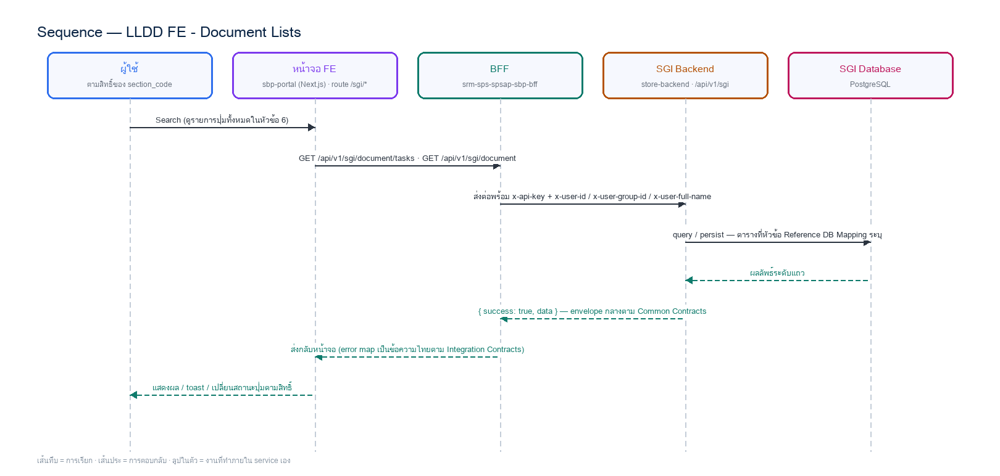 Sequence — LLDD FE - Document Lists
ผู้ใช้
ตามสิทธิ์ของ section_code
หน้าจอ FE
sbp-portal (Next.js) · route /sgi/*
BFF
srm-sps-spsap-sbp-bff
SGI Backend
store-backend · /api/v1/sgi
SGI Database
PostgreSQL
Search (ดูรายการปุ่มทั้งหมดในหัวข้อ 6)
GET /api/v1/sgi/document/tasks · GET /api/v1/sgi/document
ส่งต่อพร้อม x-api-key + x-user-id / x-user-group-id / x-user-full-name
query / persist — ตารางที่หัวข้อ Reference DB Mapping ระบุ
ผลลัพธ์ระดับแถว
{ success: true, data } — envelope กลางตาม Common Contracts
ส่งกลับหน้าจอ (error map เป็นข้อความไทยตาม Integration Contracts)
แสดงผล / toast / เปลี่ยนสถานะปุ่มตามสิทธิ์
เส้นทึบ = การเรียก · เส้นประ = การตอบกลับ · ลูปในตัว = งานที่ทำภายใน service เอง